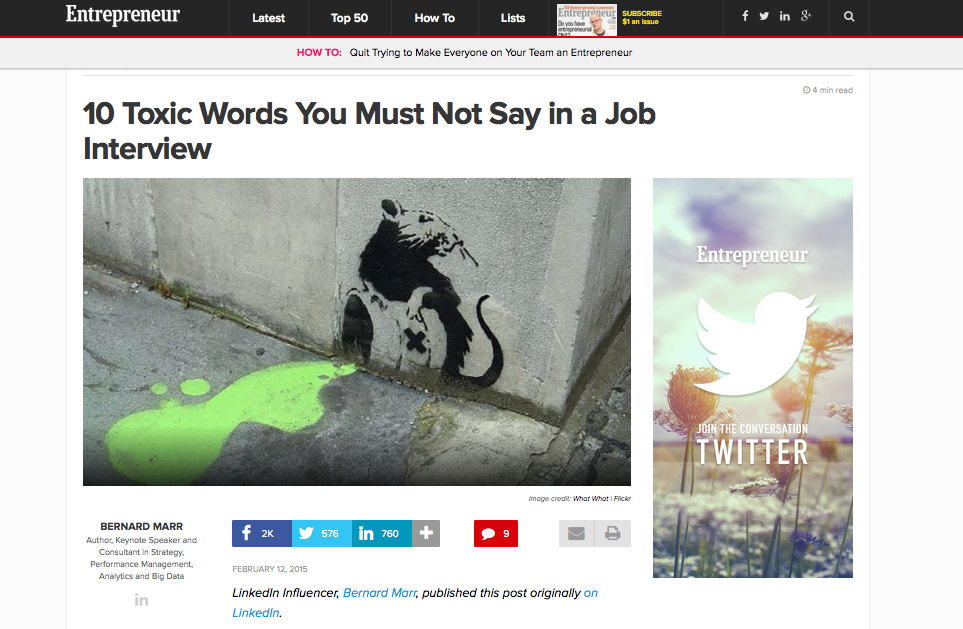 Entrepreneur
Latest
Top 50
How To
Lists
Entrepreneur
Do you have
entrepreneurial
SUBSCRIBE
$1 an issue
HOW TO: Quit Trying to Make Everyone on Your Team an Entrepreneur
4 min read
10 Toxic Words You Must Not Say in a Job
Interview
Entrepreneur
JOIN THE CONVERSATION
TWITTER
Image credit: What What | Flickr
BERNARD MARR
Author, Keynote Speaker and
Consultant in Strategy,
Performance Management,
Analytics and Big Data
in
2K
576
in 760
9
FEBRUARY 12, 2015
LinkedIn Influencer, Bernard Marr, published this post originally on
LinkedIn.